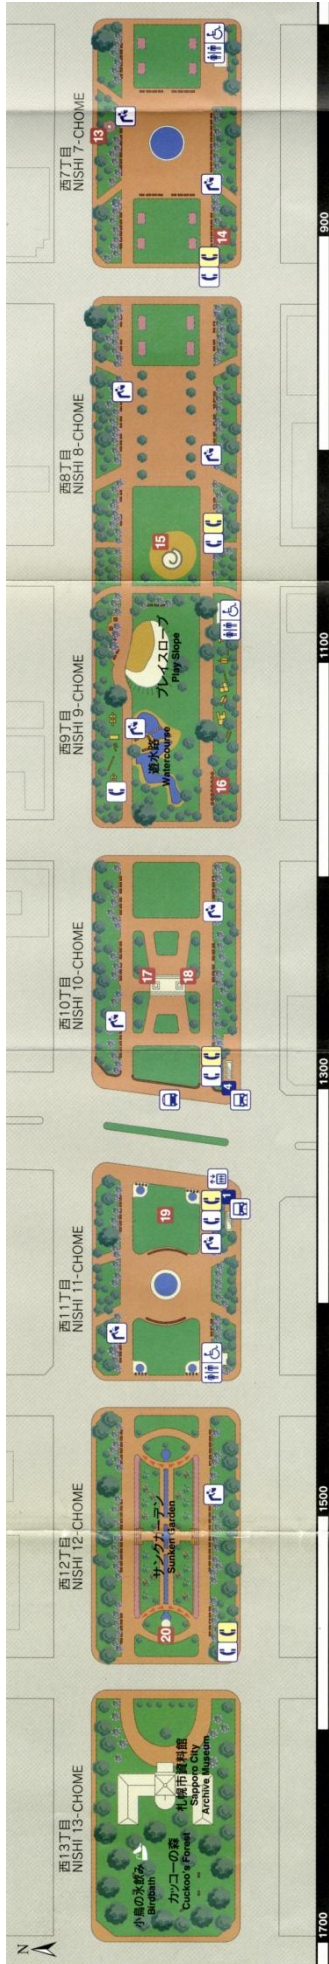 西7丁目
NISHI 7-CHOME
13
14
900
西8丁目
NISHI 8-CHOME
15
西9丁目
NISHI 9-CHOME
プレイスロープ
Play Slope
遊水路
Watercourse
16
1100
西10丁目
NISHI 10-CHOME
17
18
4
1300
西11丁目
NISHI 11-CHOME
19
1
西12丁目
NISHI 12-CHOME
サンクガーデン
Sunken Garden
20
1500
西13丁目
NISHI 13-CHOME
札幌市資料館
Sapporo City
Archive Museum
小鳥の水飲み
Birdbath
カッコーの森
Cuckoo's Forest
1700
N